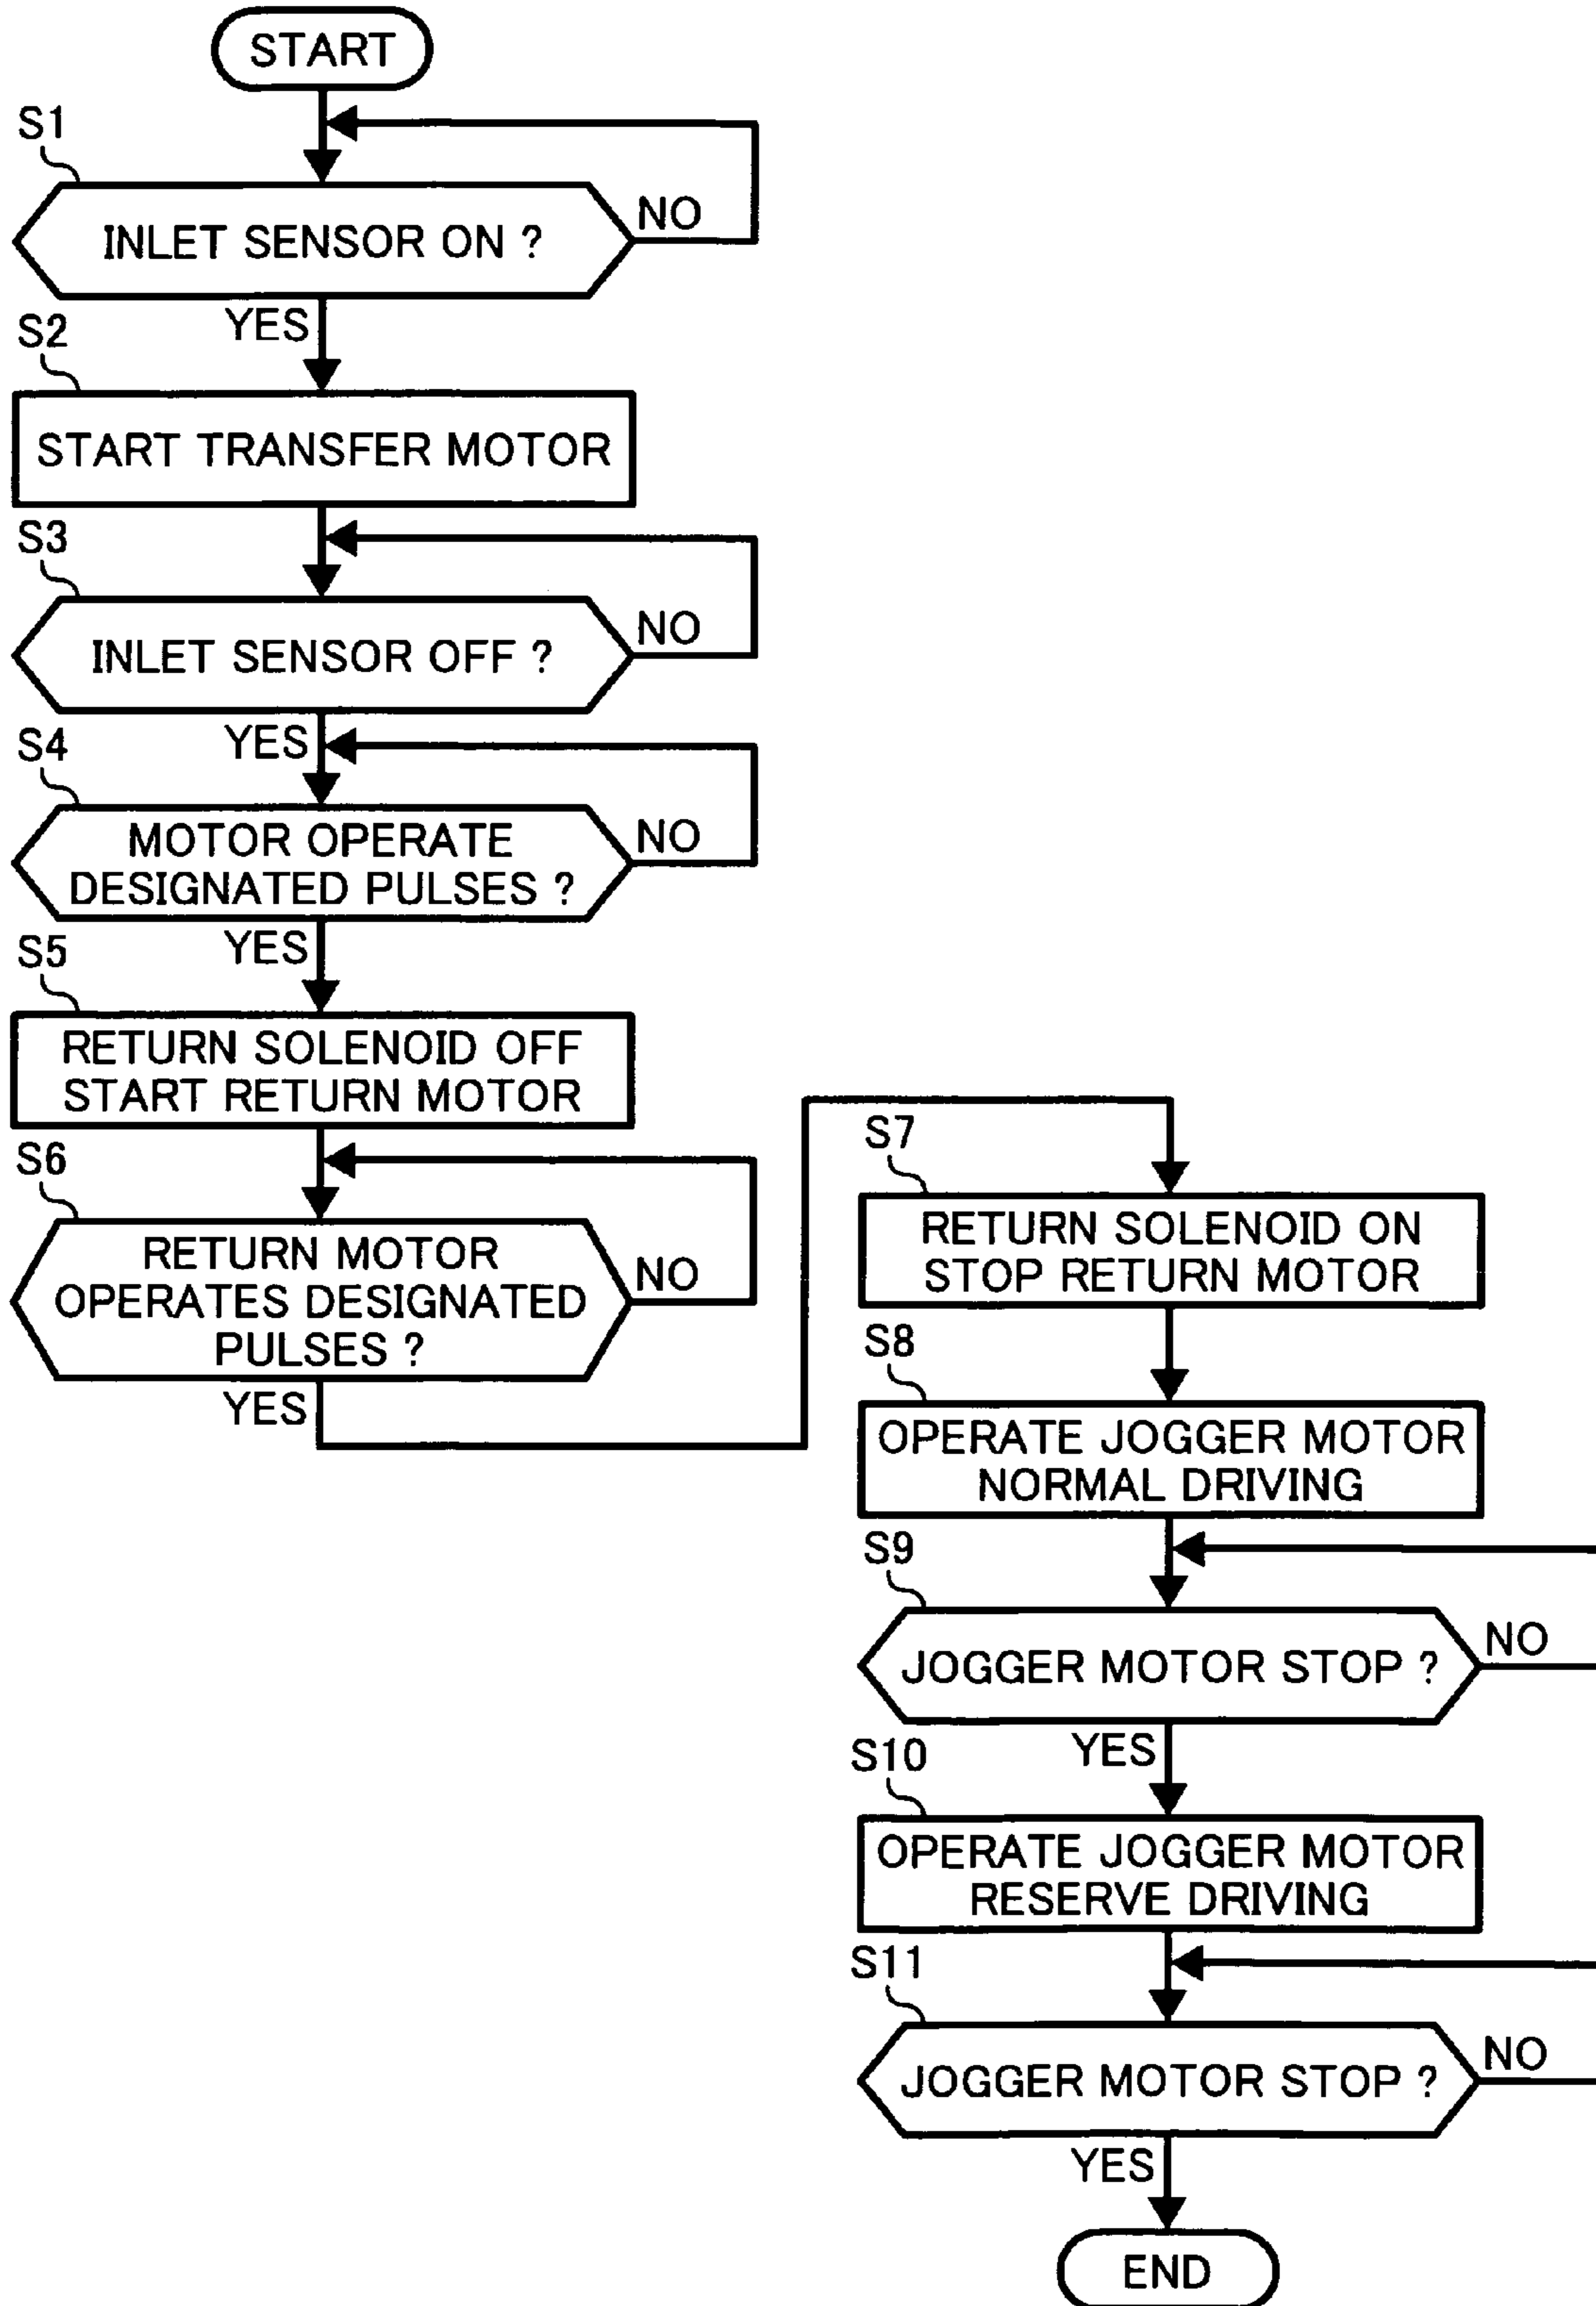 START
S1
INLET SENSOR ON ?
NO
YES
S2
START TRANSFER MOTOR
S3
INLET SENSOR OFF ?
NO
YES
S4
MOTOR OPERATE
DESIGNATED PULSES ?
NO
YES
S5
RETURN SOLENOID OFF
START RETURN MOTOR
S6
RETURN MOTOR
OPERATES DESIGNATED
PULSES ?
NO
YES
S7
RETURN SOLENOID ON
STOP RETURN MOTOR
S8
OPERATE JOGGER MOTOR
NORMAL DRIVING
S9
JOGGER MOTOR STOP ?
NO
YES
S10
OPERATE JOGGER MOTOR
RESERVE DRIVING
S11
JOGGER MOTOR STOP ?
NO
YES
END